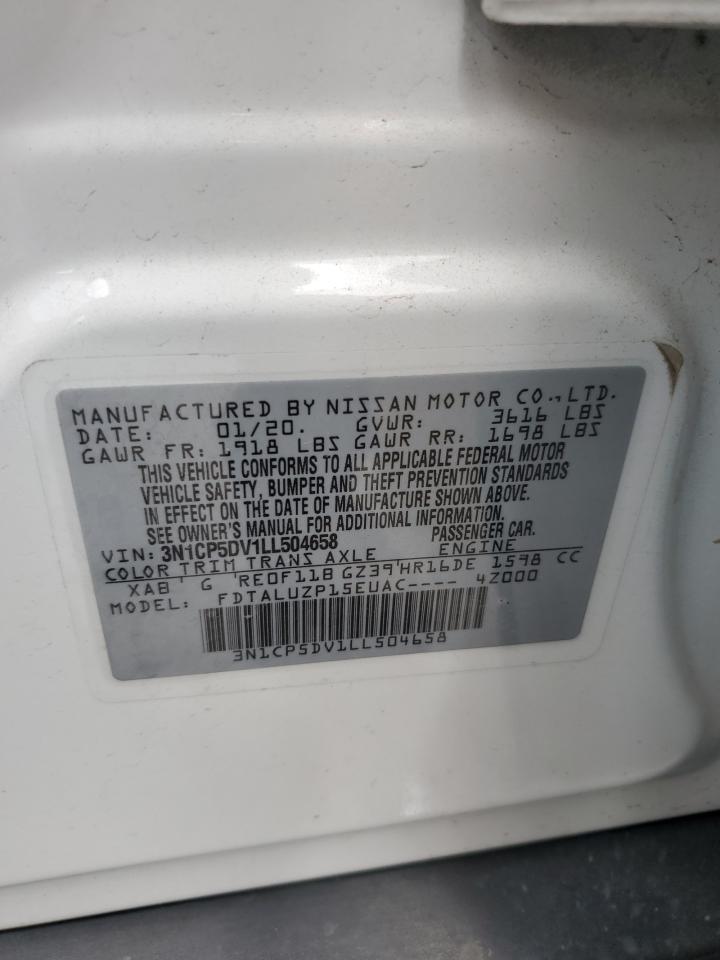 MANUFACTURED BY NISSAN MOTOR CO., LTD.
DATE: 01/20. GVWR: 3616 LBS
GAWR FR: 1918 LBS GAWR RR: 1698 LBS
THIS VEHICLE CONFORMS TO ALL APPLICABLE FEDERAL MOTOR
VEHICLE SAFETY, BUMPER AND THEFT PREVENTION STANDARDS
IN EFFECT ON THE DATE OF MANUFACTURE SHOWN ABOVE.
SEE OWNER'S MANUAL FOR ADDITIONAL INFORMATION.
VIN: 3N1CP5DV1LL504658 PASSENGER CAR.
COLOR TRIM TRANS AXLE ENGINE
XAB G RE0F11B GZ39 HR16DE 1598 CC
MODEL: FDTALUZP15EUAC---- 4Z000
3N1CP5DV1LL504658